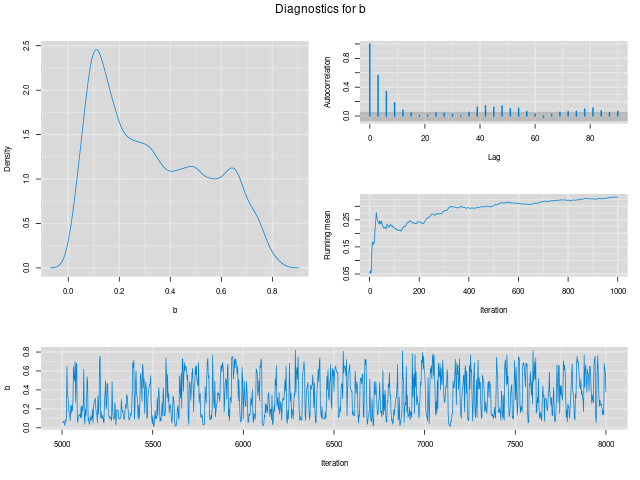 Diagnostics for b
Density
0.0 0.5 1.0 1.5 2.0 2.5
0.0 0.2 0.4 0.6 0.8
b
Autocorrelation
0.0 0.4 0.8
0 20 40 60 80
Lag
Running mean
0.05 0.15 0.25
0 200 400 600 800 1000
Iteration
b
0.0 0.2 0.4 0.6 0.8
5000 5500 6000 6500 7000 7500 8000
Iteration